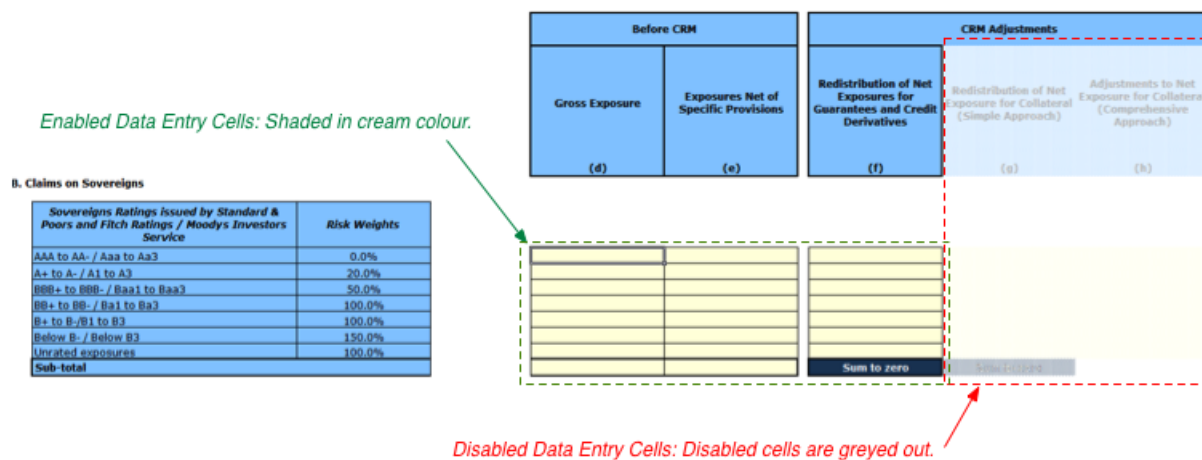 Before CRM
CRM Adjustments
Gross Exposure
(d)
Exposures Net of
Specific Provisions
(e)
Redistribution of Net
Exposures for
Guarantees and Credit
Derivatives
(f)
Redistribution of Net
Exposure for Collateral
(Simple Approach)
(g)
Adjustments to Net
Exposure for Collateral
(Comprehensive
Approach)
(h)
Enabled Data Entry Cells: Shaded in cream colour.
B. Claims on Sovereigns
Sovereigns Ratings issued by Standard &
Poors and Fitch Ratings / Moodys Investors
Service
Risk Weights
AAA to AA- / Aaa to Aa3 0.0%
A+ to A- / A1 to A3 20.0%
BBB+ to BBB- / Baa1 to Baa3 50.0%
BB+ to BB- / Ba1 to Ba3 100.0%
B+ to B-/B1 to B3 100.0%
Below B- / Below B3 150.0%
Unrated exposures 100.0%
Sub-total
Sum to zero
Disabled Data Entry Cells: Disabled cells are greyed out.